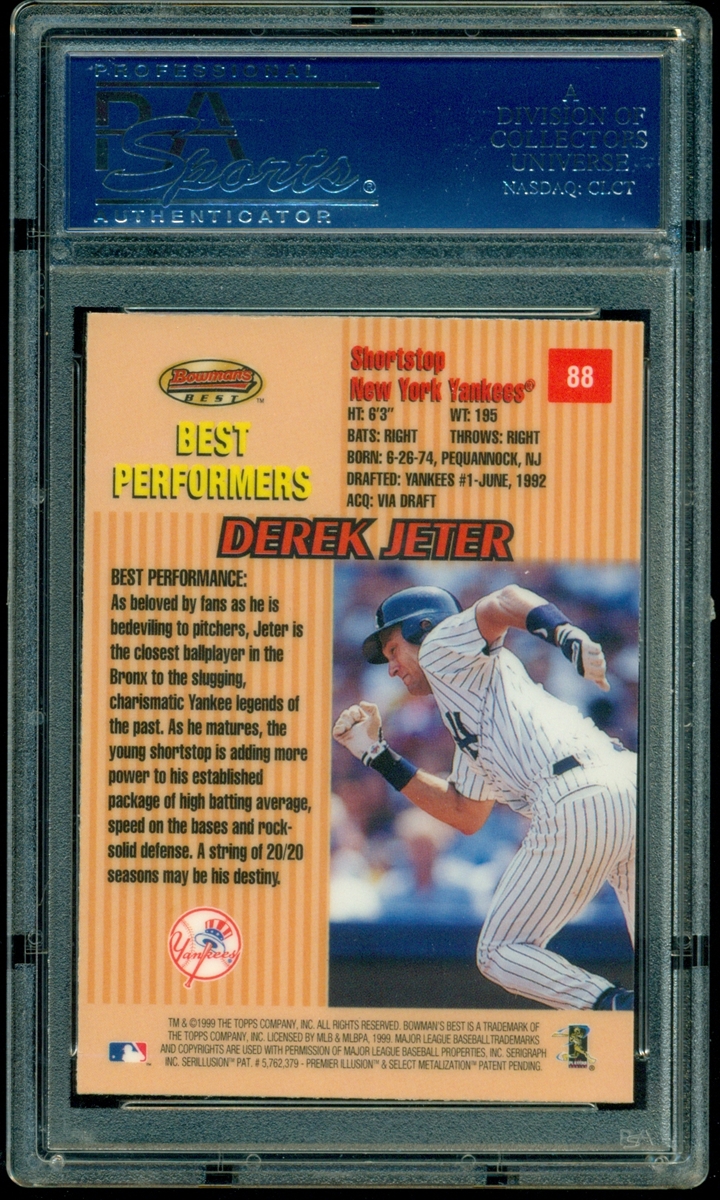 PROFESSIONAL
PSA
Sports®
AUTHENTICATOR
A
DIVISION OF
COLLECTORS
UNIVERSE
NASDAQ: CLCT
Bowman's
BEST™
BEST
PERFORMERS
Shortstop
New York Yankees®
88
HT: 6'3" WT: 195
BATS: RIGHT THROWS: RIGHT
BORN: 6-26-74, PEQUANNOCK, NJ
DRAFTED: YANKEES #1-JUNE, 1992
ACQ: VIA DRAFT
DEREK JETER
BEST PERFORMANCE:
As beloved by fans as he is
bedeviling to pitchers, Jeter is
the closest ballplayer in the
Bronx to the slugging,
charismatic Yankee legends of
the past. As he matures, the
young shortstop is adding more
power to his established
package of high batting average,
speed on the bases and rock-
solid defense. A string of 20/20
seasons may be his destiny.
Yankees
TM & ©1999 THE TOPPS COMPANY, INC. ALL RIGHTS RESERVED. BOWMAN'S BEST IS A TRADEMARK OF
THE TOPPS COMPANY, INC. LICENSED BY MLB & MLBPA, 1999. MAJOR LEAGUE BASEBALL TRADEMARKS
AND COPYRIGHTS ARE USED WITH PERMISSION OF MAJOR LEAGUE BASEBALL PROPERTIES, INC. SERIGRAPH
INC. SERILLUSION™ PAT. # 5,762,379 - PREMIER ILLUSION™ & SELECT METALIZATION™ PATENT PENDING.
PSA